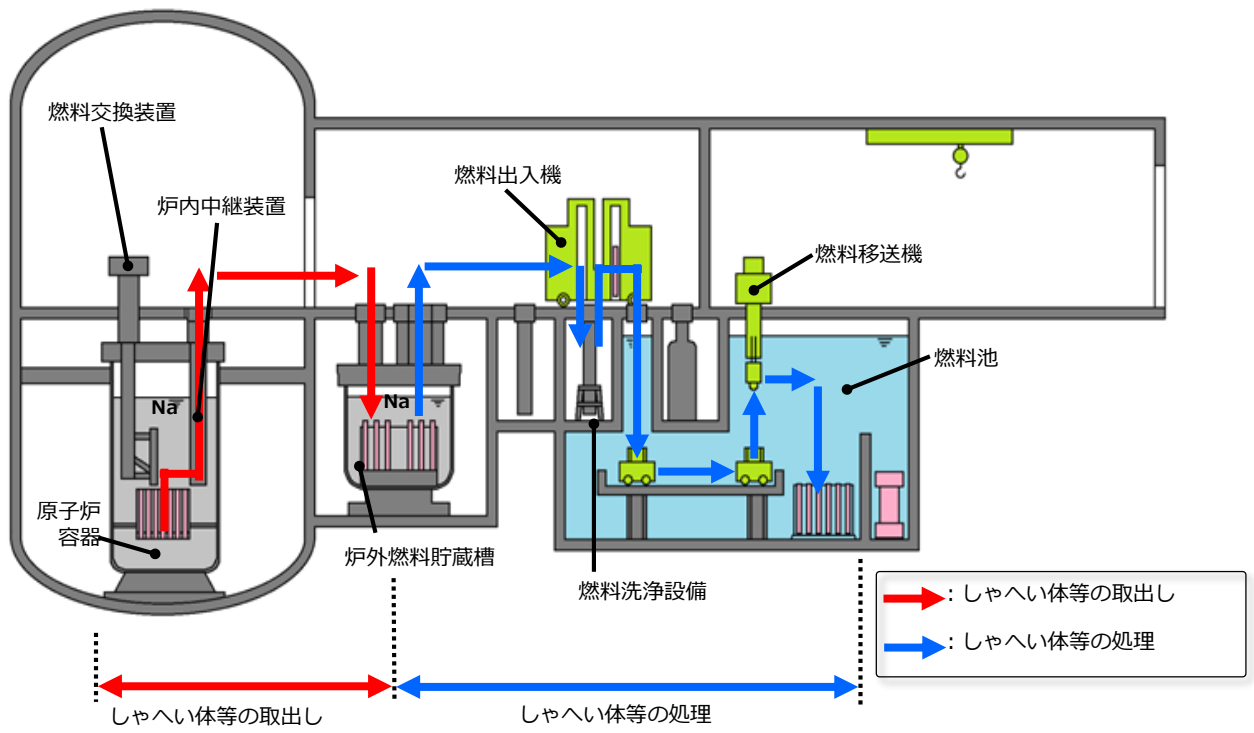 燃料交換装置
炉内中継装置
燃料出入機
燃料移送機
燃料池
Na
Na
原子炉
容器
炉外燃料貯蔵槽
燃料洗浄設備
: しゃへい体等の取出し
: しゃへい体等の処理
しゃへい体等の取出し
しゃへい体等の処理